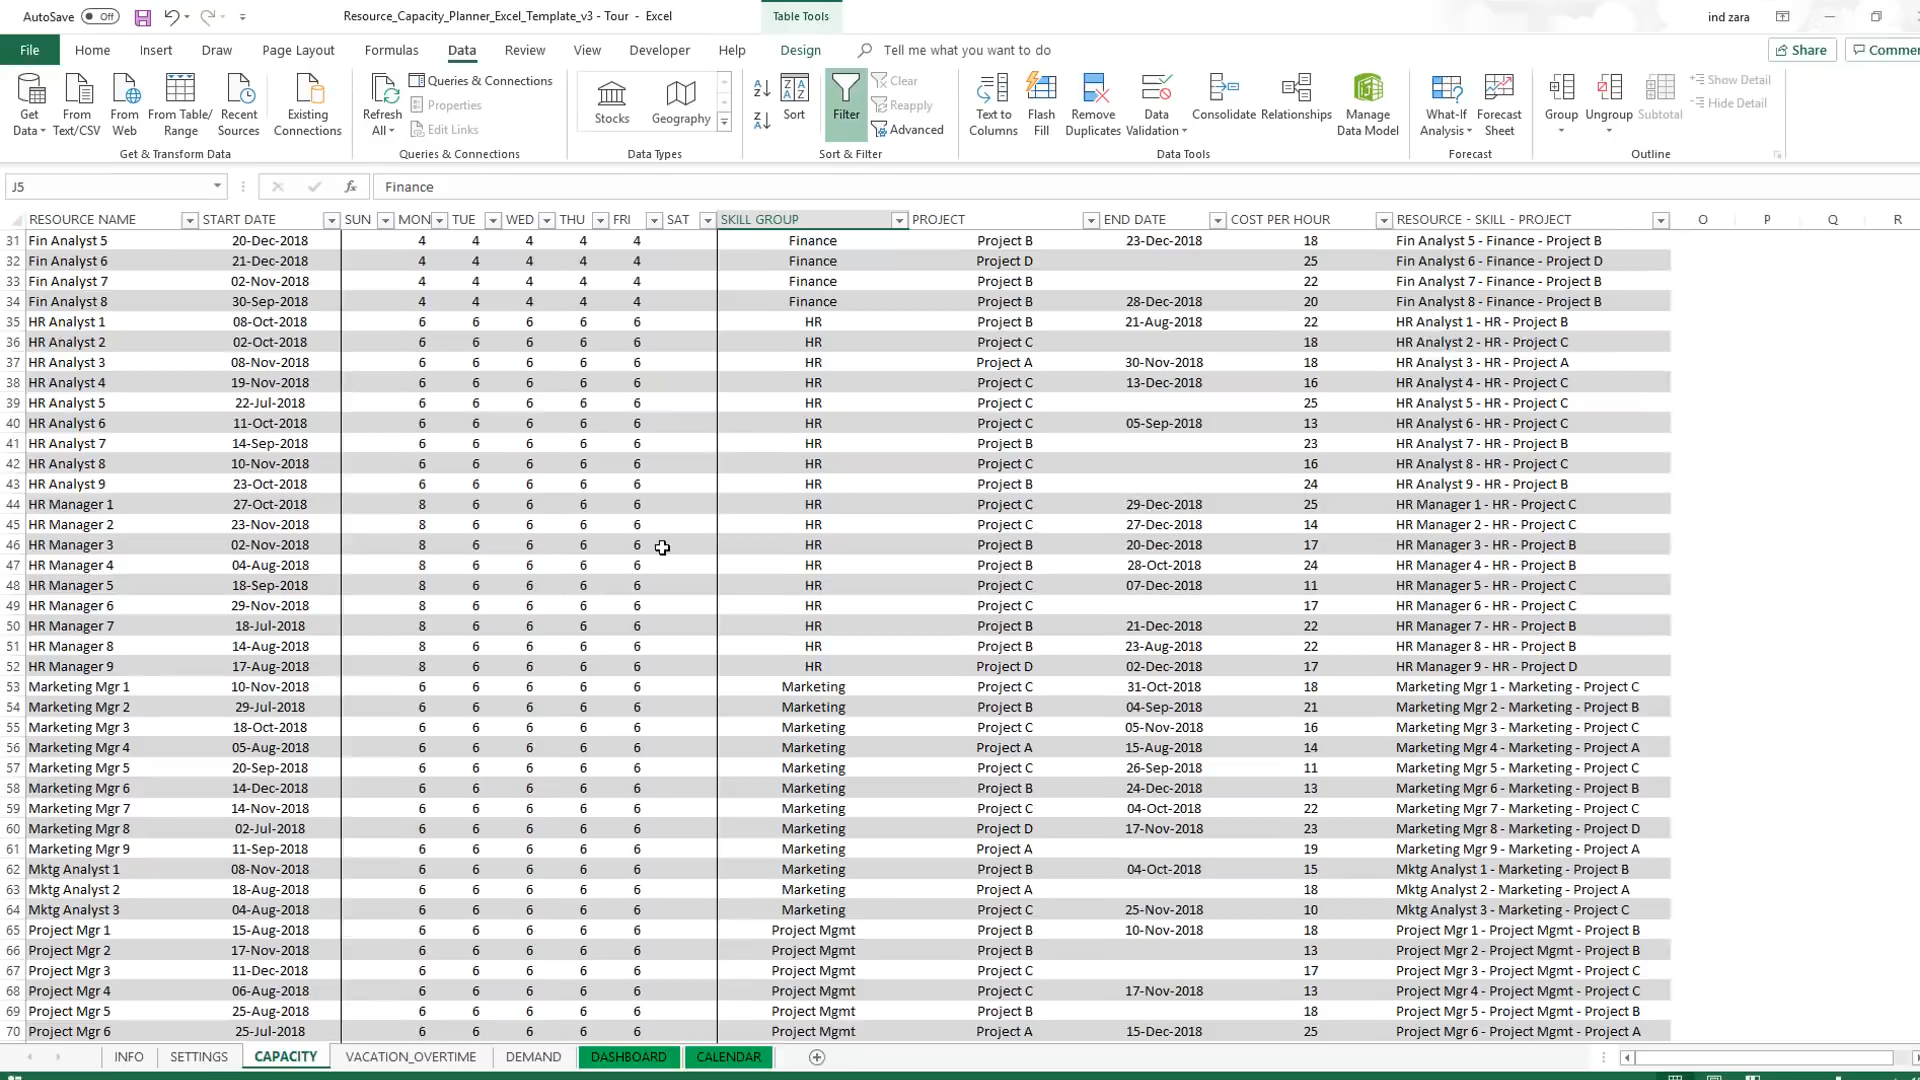 AutoSave Off Resource_Capacity_Planner_Excel_Template_v3 - Tour - Excel Table Tools ind zara
File Home Insert Draw Page Layout Formulas Data Review View Developer Help Design Tell me what you want to do Share Comme
Get Data From Text/CSV From Web From Table/ Range Recent Sources Existing Connections Refresh All Queries & Connections Properties Edit Links Stocks Geography Sort Filter Clear Reapply Advanced Text to Columns Flash Fill Remove Duplicates Data Validation Consolidate Relationships Manage Data Model What-If Analysis Forecast Sheet Group Ungroup Subtotal Show Detail Hide Detail
Get & Transform Data Queries & Connections Data Types Sort & Filter Data Tools Forecast Outline
J5 fx Finance
RESOURCE NAME START DATE SUN MON TUE WED THU FRI SAT SKILL GROUP PROJECT END DATE COST PER HOUR RESOURCE - SKILL - PROJECT O P Q R
31 Fin Analyst 5 20-Dec-2018 4 4 4 4 4 Finance Project B 23-Dec-2018 18 Fin Analyst 5 - Finance - Project B
32 Fin Analyst 6 21-Dec-2018 4 4 4 4 4 Finance Project D 25 Fin Analyst 6 - Finance - Project D
33 Fin Analyst 7 02-Nov-2018 4 4 4 4 4 Finance Project B 22 Fin Analyst 7 - Finance - Project B
34 Fin Analyst 8 30-Sep-2018 4 4 4 4 4 Finance Project B 28-Dec-2018 20 Fin Analyst 8 - Finance - Project B
35 HR Analyst 1 08-Oct-2018 6 6 6 6 6 HR Project B 21-Aug-2018 22 HR Analyst 1 - HR - Project B
36 HR Analyst 2 02-Oct-2018 6 6 6 6 6 HR Project C 18 HR Analyst 2 - HR - Project C
37 HR Analyst 3 08-Nov-2018 6 6 6 6 6 HR Project A 30-Nov-2018 18 HR Analyst 3 - HR - Project A
38 HR Analyst 4 19-Nov-2018 6 6 6 6 6 HR Project C 13-Dec-2018 16 HR Analyst 4 - HR - Project C
39 HR Analyst 5 22-Jul-2018 6 6 6 6 6 HR Project C 25 HR Analyst 5 - HR - Project C
40 HR Analyst 6 11-Oct-2018 6 6 6 6 6 HR Project C 05-Sep-2018 13 HR Analyst 6 - HR - Project C
41 HR Analyst 7 14-Sep-2018 6 6 6 6 6 HR Project B 23 HR Analyst 7 - HR - Project B
42 HR Analyst 8 10-Nov-2018 6 6 6 6 6 HR Project C 16 HR Analyst 8 - HR - Project C
43 HR Analyst 9 23-Oct-2018 6 6 6 6 6 HR Project B 24 HR Analyst 9 - HR - Project B
44 HR Manager 1 27-Oct-2018 8 6 6 6 6 HR Project C 29-Dec-2018 25 HR Manager 1 - HR - Project C
45 HR Manager 2 23-Nov-2018 8 6 6 6 6 HR Project C 27-Dec-2018 14 HR Manager 2 - HR - Project C
46 HR Manager 3 02-Nov-2018 8 6 6 6 6 HR Project B 20-Dec-2018 17 HR Manager 3 - HR - Project B
47 HR Manager 4 04-Aug-2018 8 6 6 6 6 HR Project B 28-Oct-2018 24 HR Manager 4 - HR - Project B
48 HR Manager 5 18-Sep-2018 8 6 6 6 6 HR Project C 07-Dec-2018 11 HR Manager 5 - HR - Project C
49 HR Manager 6 29-Nov-2018 8 6 6 6 6 HR Project C 17 HR Manager 6 - HR - Project C
50 HR Manager 7 18-Jul-2018 8 6 6 6 6 HR Project B 21-Dec-2018 22 HR Manager 7 - HR - Project B
51 HR Manager 8 14-Aug-2018 8 6 6 6 6 HR Project B 23-Aug-2018 22 HR Manager 8 - HR - Project B
52 HR Manager 9 17-Aug-2018 8 6 6 6 6 HR Project D 02-Dec-2018 17 HR Manager 9 - HR - Project D
53 Marketing Mgr 1 10-Nov-2018 6 6 6 6 6 Marketing Project C 31-Oct-2018 18 Marketing Mgr 1 - Marketing - Project C
54 Marketing Mgr 2 29-Jul-2018 6 6 6 6 6 Marketing Project B 04-Sep-2018 21 Marketing Mgr 2 - Marketing - Project B
55 Marketing Mgr 3 18-Oct-2018 6 6 6 6 6 Marketing Project C 05-Nov-2018 16 Marketing Mgr 3 - Marketing - Project C
56 Marketing Mgr 4 05-Aug-2018 6 6 6 6 6 Marketing Project A 15-Aug-2018 14 Marketing Mgr 4 - Marketing - Project A
57 Marketing Mgr 5 20-Sep-2018 6 6 6 6 6 Marketing Project C 26-Sep-2018 11 Marketing Mgr 5 - Marketing - Project C
58 Marketing Mgr 6 14-Dec-2018 6 6 6 6 6 Marketing Project B 24-Dec-2018 13 Marketing Mgr 6 - Marketing - Project B
59 Marketing Mgr 7 14-Nov-2018 6 6 6 6 6 Marketing Project C 04-Oct-2018 22 Marketing Mgr 7 - Marketing - Project C
60 Marketing Mgr 8 02-Jul-2018 6 6 6 6 6 Marketing Project D 17-Nov-2018 23 Marketing Mgr 8 - Marketing - Project D
61 Marketing Mgr 9 11-Sep-2018 6 6 6 6 6 Marketing Project A 19 Marketing Mgr 9 - Marketing - Project A
62 Mktg Analyst 1 08-Nov-2018 6 6 6 6 6 Marketing Project B 04-Oct-2018 15 Mktg Analyst 1 - Marketing - Project B
63 Mktg Analyst 2 18-Aug-2018 6 6 6 6 6 Marketing Project A 18 Mktg Analyst 2 - Marketing - Project A
64 Mktg Analyst 3 04-Aug-2018 6 6 6 6 6 Marketing Project C 25-Nov-2018 10 Mktg Analyst 3 - Marketing - Project C
65 Project Mgr 1 15-Aug-2018 6 6 6 6 6 Project Mgmt Project B 10-Nov-2018 18 Project Mgr 1 - Project Mgmt - Project B
66 Project Mgr 2 17-Nov-2018 6 6 6 6 6 Project Mgmt Project B 13 Project Mgr 2 - Project Mgmt - Project B
67 Project Mgr 3 11-Dec-2018 6 6 6 6 6 Project Mgmt Project C 17 Project Mgr 3 - Project Mgmt - Project C
68 Project Mgr 4 06-Aug-2018 6 6 6 6 6 Project Mgmt Project C 17-Nov-2018 13 Project Mgr 4 - Project Mgmt - Project C
69 Project Mgr 5 25-Aug-2018 6 6 6 6 6 Project Mgmt Project B 18 Project Mgr 5 - Project Mgmt - Project B
70 Project Mgr 6 25-Jul-2018 6 6 6 6 6 Project Mgmt Project A 15-Dec-2018 25 Project Mgr 6 - Project Mgmt - Project A
INFO SETTINGS CAPACITY VACATION_OVERTIME DEMAND DASHBOARD CALENDAR